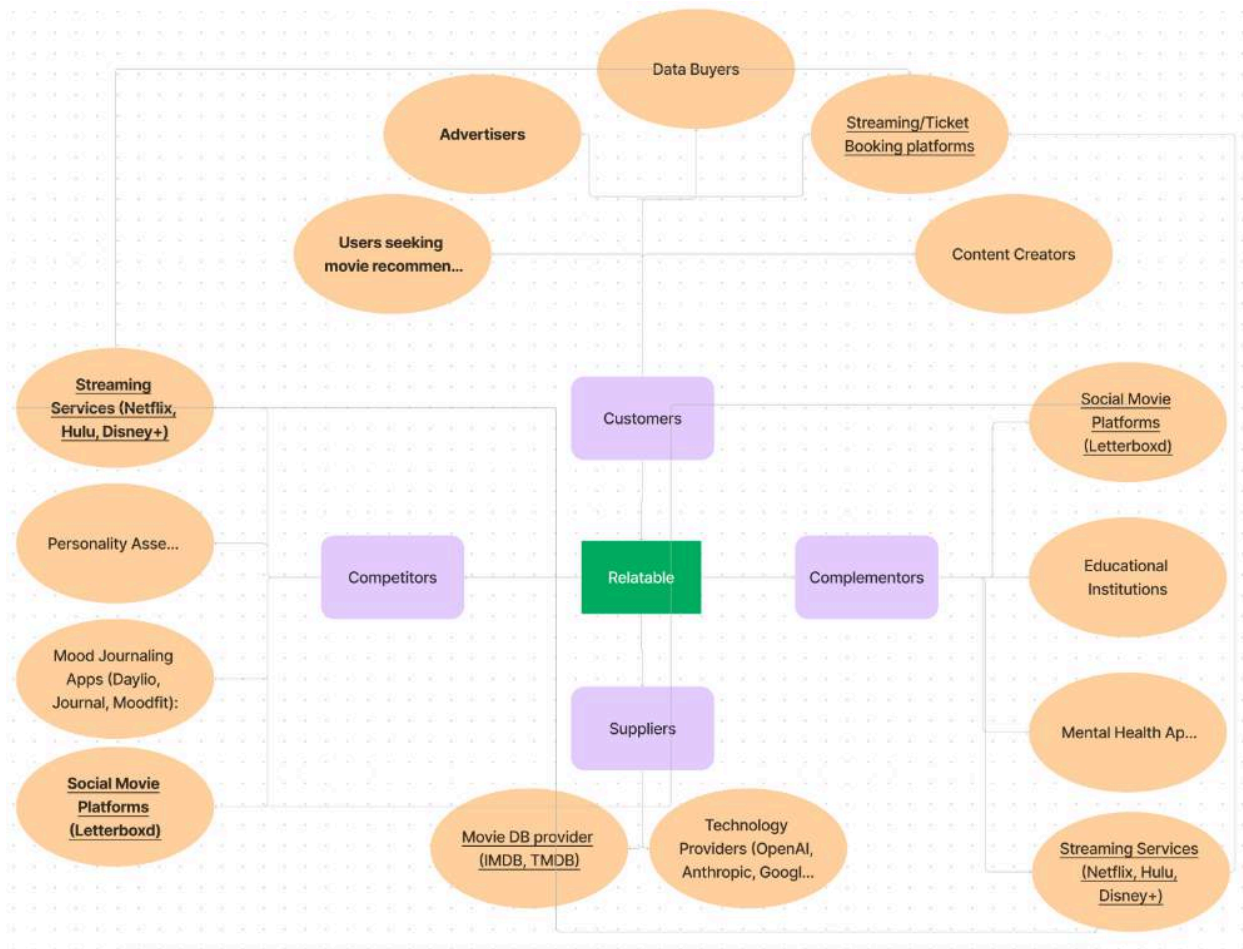 Data Buyers
Advertisers
Streaming/Ticket
Booking platforms
Users seeking
movie recommen...
Content Creators
Streaming
Services (Netflix,
Hulu, Disney+)
Customers
Social Movie
Platforms
(Letterboxd)
Personality Asse...
Competitors
Relatable
Complementors
Educational
Institutions
Mood Journaling
Apps (Daylio,
Journal, Moodfit):
Suppliers
Mental Health Ap...
Social Movie
Platforms
(Letterboxd)
Movie DB provider
(IMDB, TMDB)
Technology
Providers (OpenAI,
Anthropic, Googl...
Streaming Services
(Netflix, Hulu,
Disney+)